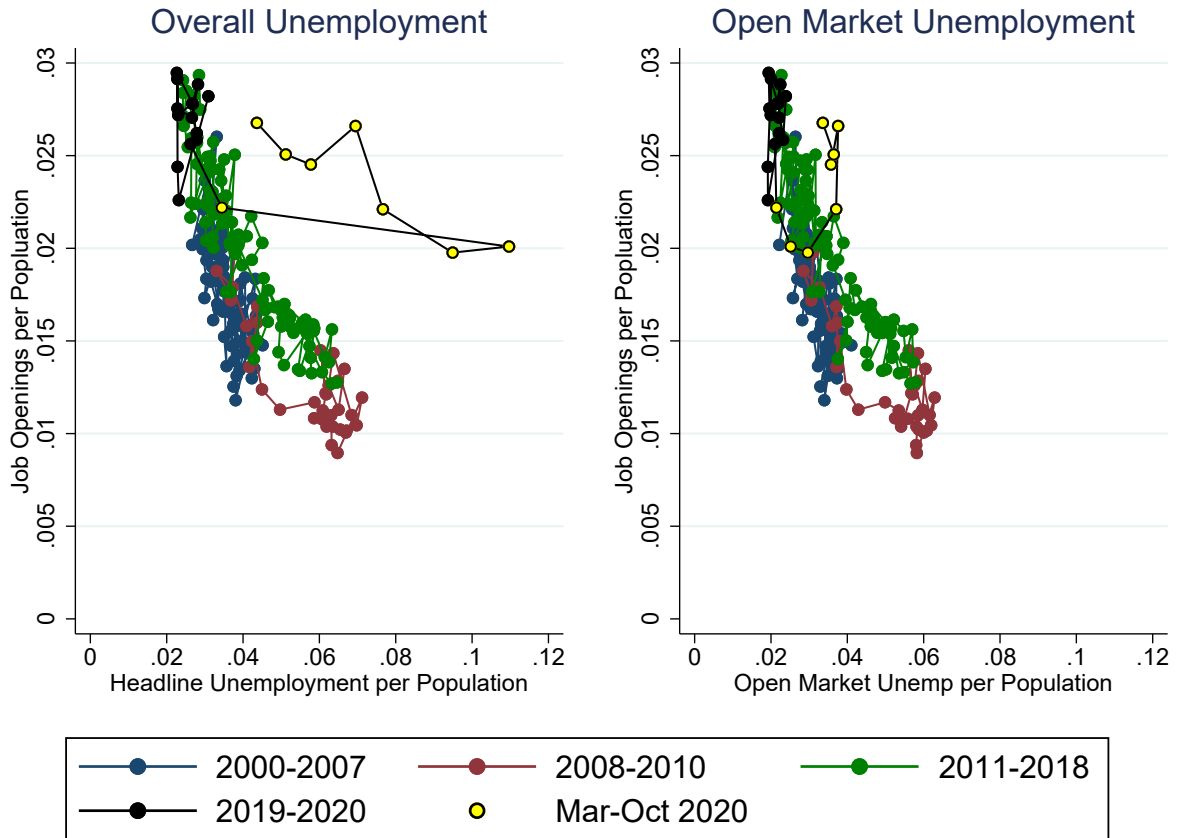 Overall Unemployment
Job Openings per Popluation
.03
.025
.02
.015
.01
.005
0
0 .02 .04 .06 .08 .1 .12
Headline Unemployment per Population
Open Market Unemployment
Job Openings per Popluation
.03
.025
.02
.015
.01
.005
0
0 .02 .04 .06 .08 .1 .12
Open Market Unemp per Population
2000-2007 2008-2010 2011-2018
2019-2020 Mar-Oct 2020